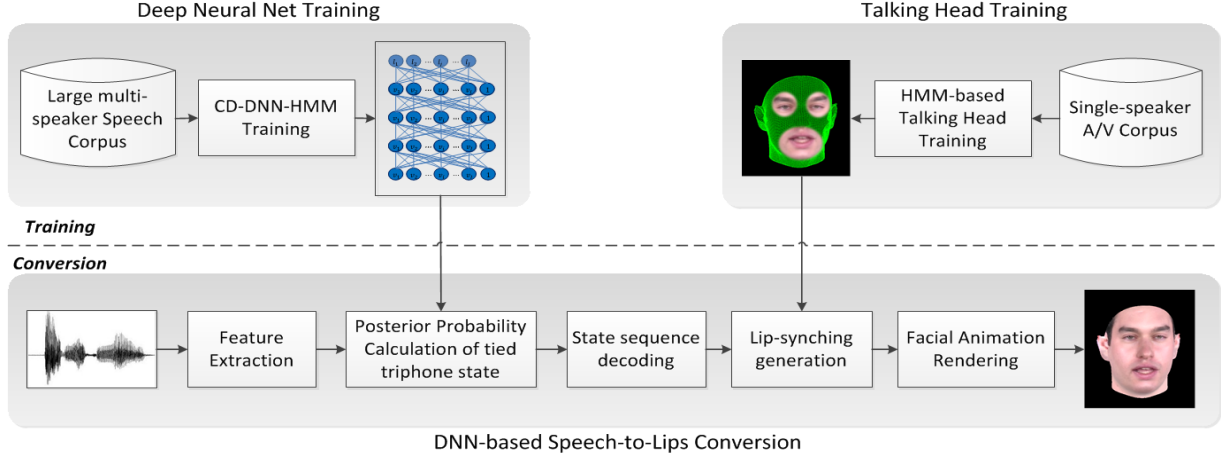 Deep Neural Net Training
Talking Head Training
Large multi-
speaker Speech
Corpus
CD-DNN-HMM
Training
HMM-based
Talking Head
Training
Single-speaker
A/V Corpus
Training
Conversion
Feature
Extraction
Posterior Probability
Calculation of tied
triphone state
State sequence
decoding
Lip-synching
generation
Facial Animation
Rendering
DNN-based Speech-to-Lips Conversion